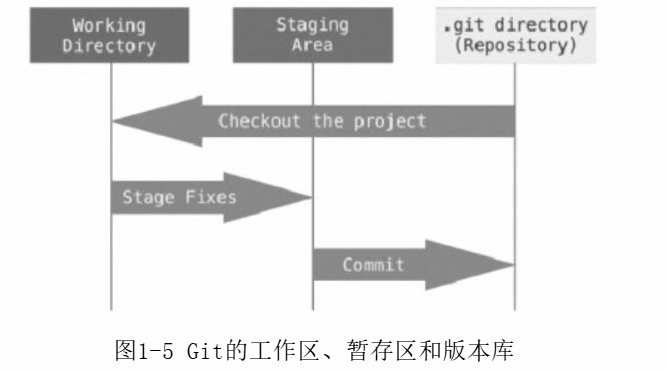 Working
Directory
Staging
Area
.git directory
(Repository)
Checkout the project
Stage Fixes
Commit
图1-5 Git的工作区、暂存区和版本库